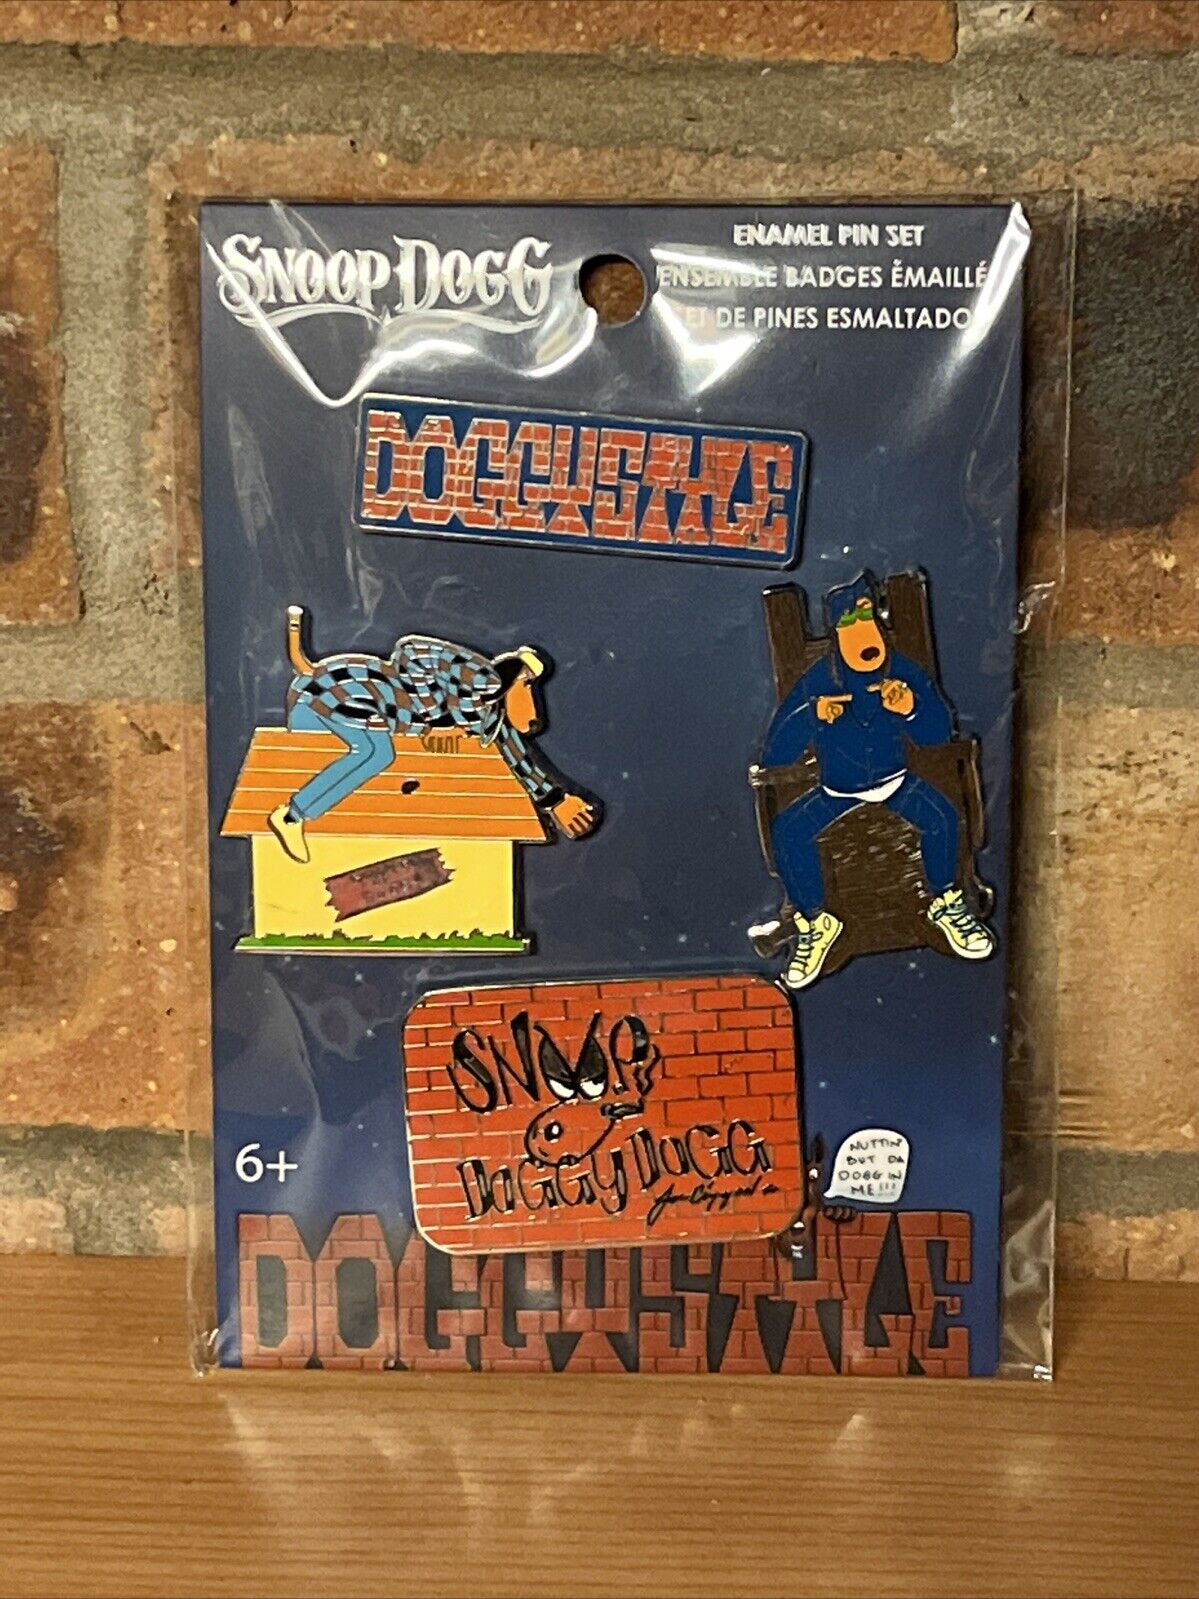 SNOOP DOGG
ENAMEL PIN SET
ENSEMBLE BADGES ÉMAILLÉ
SET DE PINES ESMALTADO
DOGGYSTYLE
SNOOP
DOGGY DOGG
6+
NUTTIN'
BUT DA
DOGG IN
ME!!!
DOGGYSTYLE